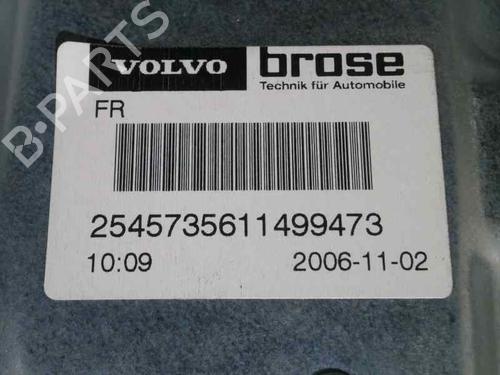 VOLVO brose
Technik für Automobile
FR
2545735611499473
10:09 2006-11-02
B-PARTS